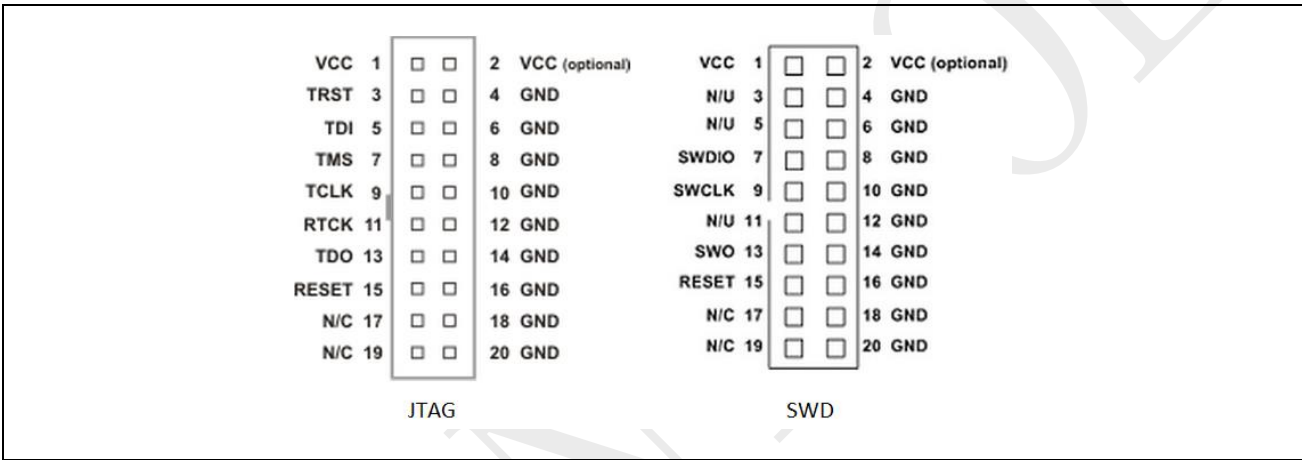 VCC 1 2 VCC (optional)
TRST 3 4 GND
TDI 5 6 GND
TMS 7 8 GND
TCLK 9 10 GND
RTCK 11 12 GND
TDO 13 14 GND
RESET 15 16 GND
N/C 17 18 GND
N/C 19 20 GND
JTAG
VCC 1 2 VCC (optional)
N/U 3 4 GND
N/U 5 6 GND
SWDIO 7 8 GND
SWCLK 9 10 GND
N/U 11 12 GND
SWO 13 14 GND
RESET 15 16 GND
N/C 17 18 GND
N/C 19 20 GND
SWD